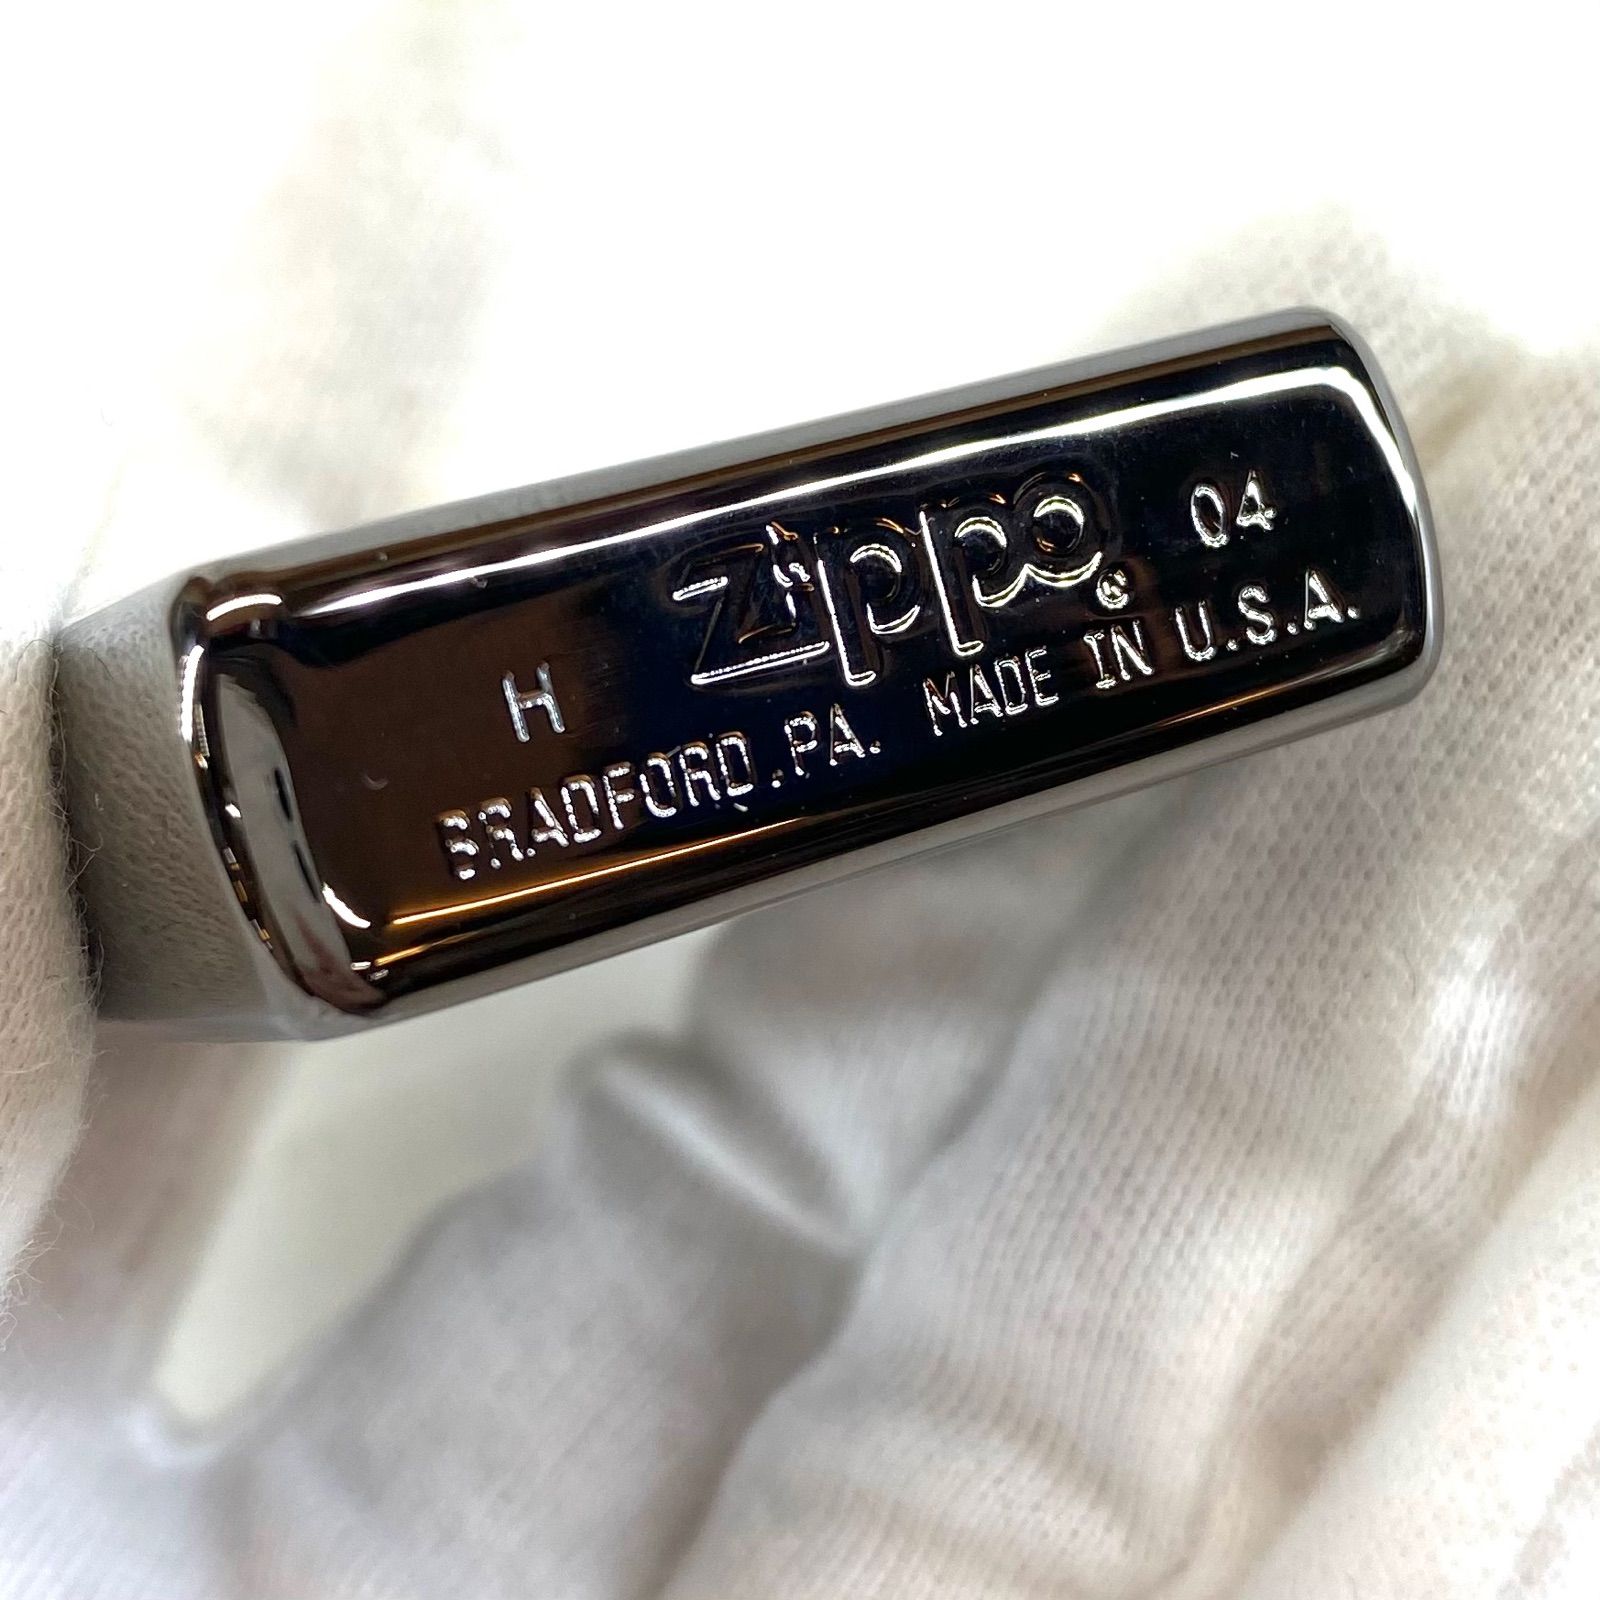 H zippo® 04
BRADFORD.PA. MADE IN U.S.A.